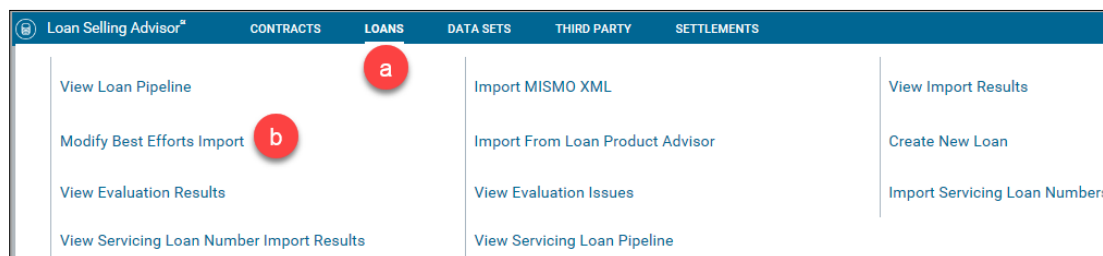 Loan Selling Advisor℠ CONTRACTS LOANS DATA SETS THIRD PARTY SETTLEMENTS
a
View Loan Pipeline Import MISMO XML View Import Results
Modify Best Efforts Import b Import From Loan Product Advisor Create New Loan
View Evaluation Results View Evaluation Issues Import Servicing Loan Numbers
View Servicing Loan Number Import Results View Servicing Loan Pipeline